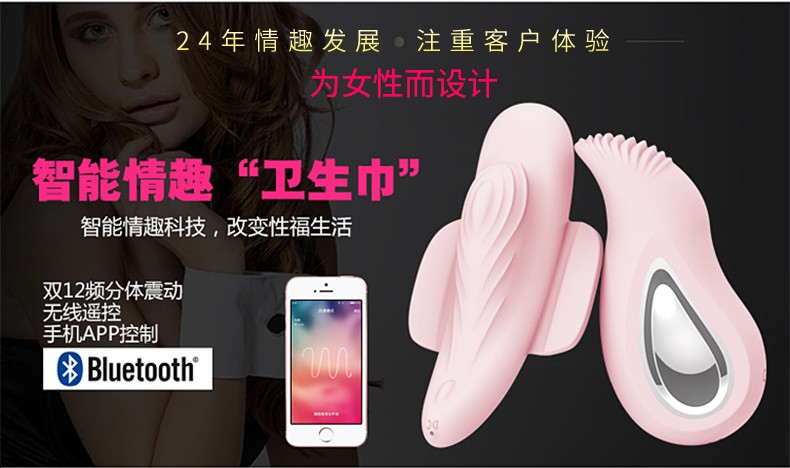 24年情趣发展●注重客户体验
为女性而设计
智能情趣“卫生巾”
智能情趣科技，改变性福生活
双12频分体震动
无线遥控
手机APP控制
Bluetooth®